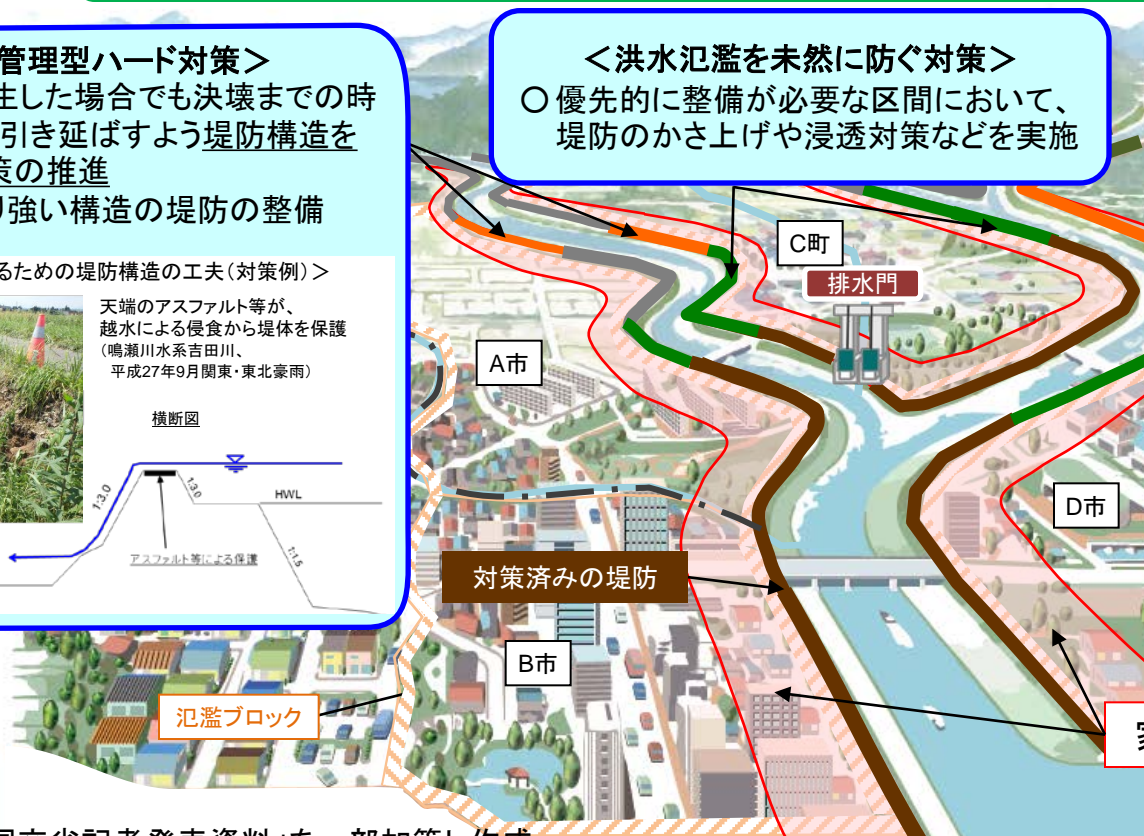 管理型ハード対策＞
生した場合でも決壊までの時
引き延ばすよう堤防構造を
策の推進
り強い構造の堤防の整備
るための堤防構造の工夫（対策例）＞
天端のアスファルト等が、
越水による侵食から堤体を保護
（鳴瀬川水系吉田川、
平成27年9月関東・東北豪雨）
横断図
1:3.0
1:3.0
HWL
1:1.5
アスファルト等による保護
＜洪水氾濫を未然に防ぐ対策＞
○優先的に整備が必要な区間において、
堤防のかさ上げや浸透対策などを実施
C町
排水門
A市
D市
対策済みの堤防
B市
氾濫ブロック